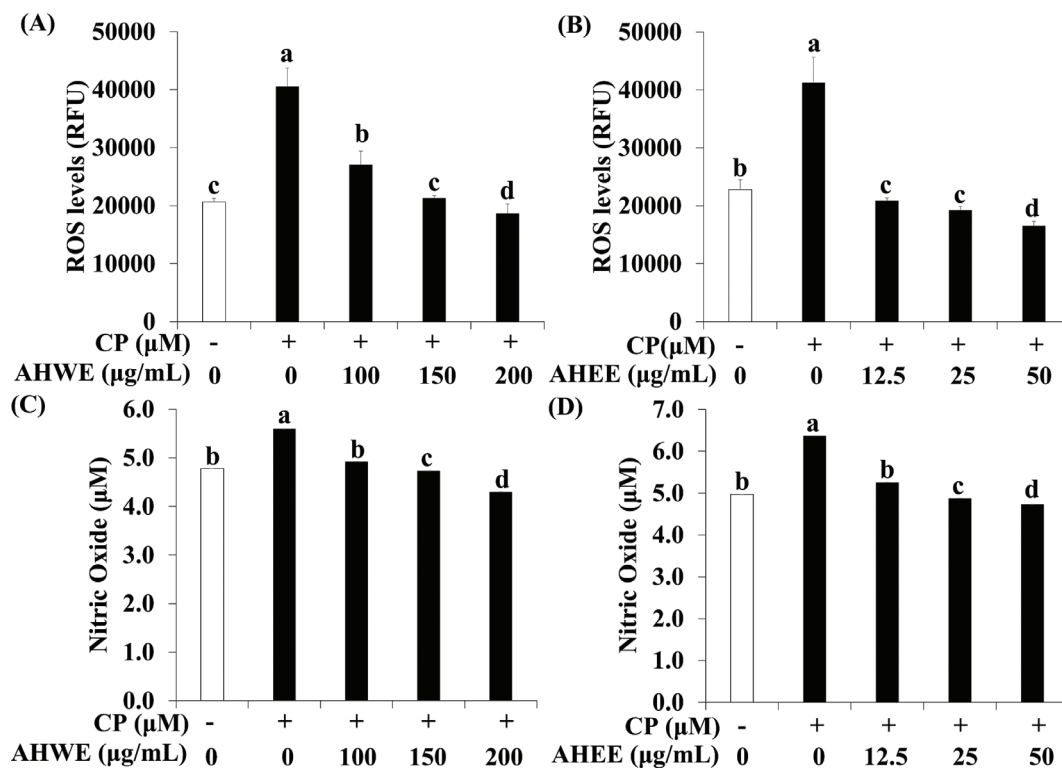 (A)
ROS levels (RFU)
50000
40000
30000
20000
10000
0
c a b c d
CP (μM) - + + + +
AHWE (μg/mL) 0 0 100 150 200
(B)
ROS levels (RFU)
50000
40000
30000
20000
10000
0
b a c c d
CP(μM) - + + + +
AHEE (μg/mL) 0 0 12.5 25 50
(C)
Nitric Oxide (μM)
6.0
5.0
4.0
3.0
2.0
1.0
0.0
b a b c d
CP (μM) - + + + +
AHWE (μg/mL) 0 0 100 150 200
(D)
Nitric Oxide (μM)
7.0
6.0
5.0
4.0
3.0
2.0
1.0
0.0
b a b c d
CP (μM) - + + + +
AHEE (μg/mL) 0 0 12.5 25 50